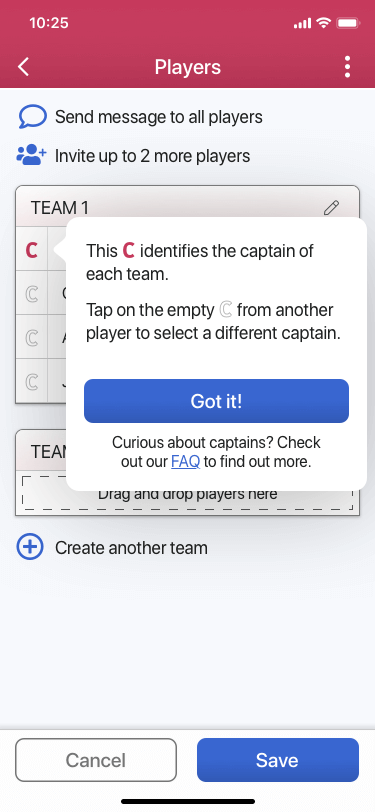 10:25
Players
Send message to all players
Invite up to 2 more players
TEAM 1
C
This C identifies the captain of
each team.
C
Tap on the empty C from another
player to select a different captain.
C
C
Got it!
Curious about captains? Check
out our FAQ to find out more.
Drag and drop players here
Create another team
Cancel
Save